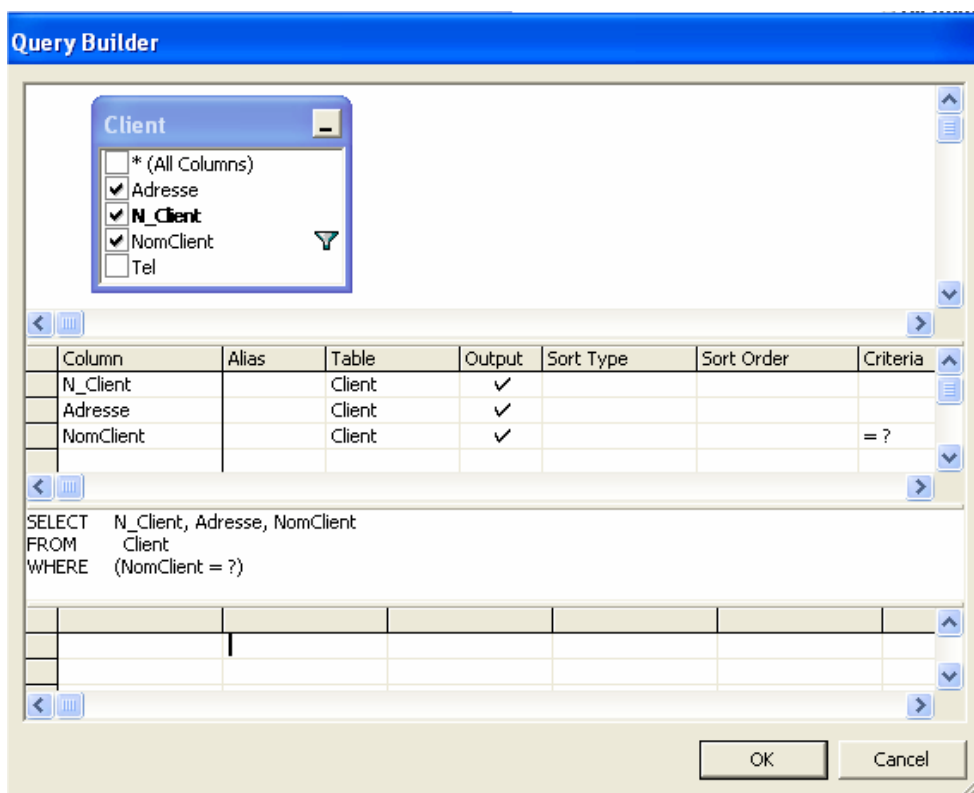 Query Builder
Client
* (All Columns)
Adresse
N_Client
NomClient
Tel
Column Alias Table Output Sort Type Sort Order Criteria
N_Client Client
Adresse Client
NomClient Client = ?
SELECT N_Client, Adresse, NomClient
FROM Client
WHERE (NomClient = ?)
OK Cancel